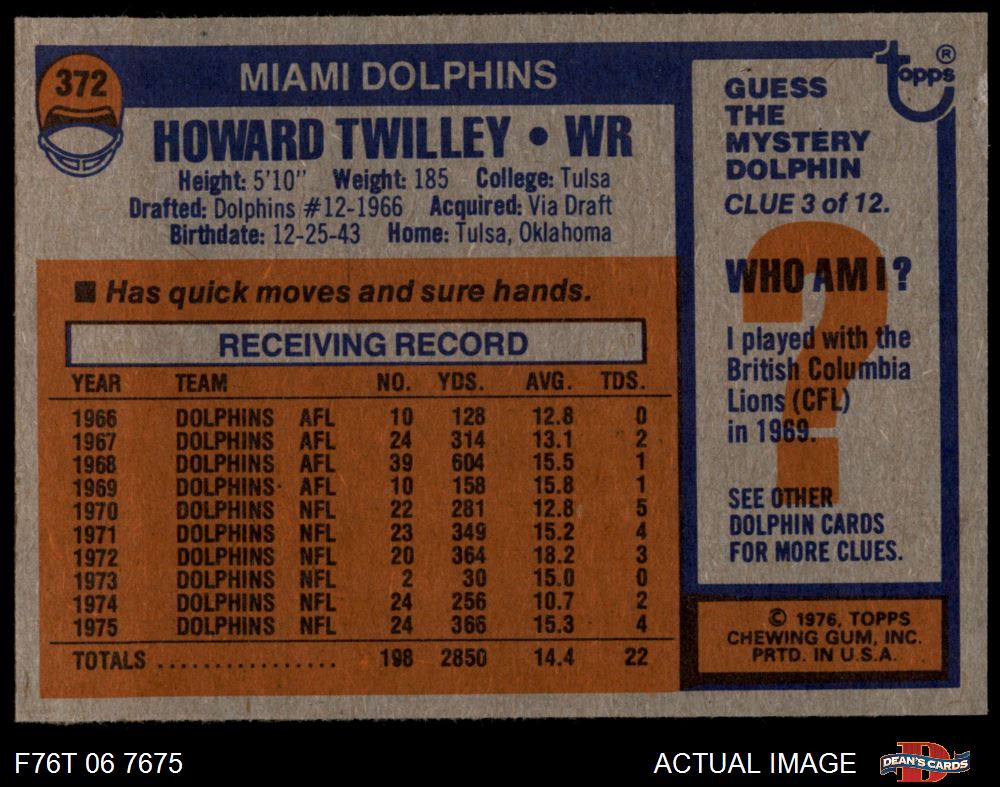 372
MIAMI DOLPHINS
HOWARD TWILLEY • WR
Height: 5'10" Weight: 185 College: Tulsa
Drafted: Dolphins #12-1966 Acquired: Via Draft
Birthdate: 12-25-43 Home: Tulsa, Oklahoma
■ Has quick moves and sure hands.
RECEIVING RECORD
YEAR TEAM NO. YDS. AVG. TDS.
1966 DOLPHINS AFL 10 128 12.8 0
1967 DOLPHINS AFL 24 314 13.1 2
1968 DOLPHINS AFL 39 604 15.5 1
1969 DOLPHINS AFL 10 158 15.8 1
1970 DOLPHINS NFL 22 281 12.8 5
1971 DOLPHINS NFL 23 349 15.2 4
1972 DOLPHINS NFL 20 364 18.2 3
1973 DOLPHINS NFL 2 30 15.0 0
1974 DOLPHINS NFL 24 256 10.7 2
1975 DOLPHINS NFL 24 366 15.3 4
TOTALS ................ 198 2850 14.4 22
topps ®
GUESS
THE
MYSTERY
DOLPHIN
CLUE 3 of 12.
?
WHO AM I?
I played with the
British Columbia
Lions (CFL)
in 1969.
SEE OTHER
DOLPHIN CARDS
FOR MORE CLUES.
© 1976, TOPPS
CHEWING GUM, INC.
PRTD. IN U.S.A.
F76T 06 7675
ACTUAL IMAGE
D
DEAN'S CARDS